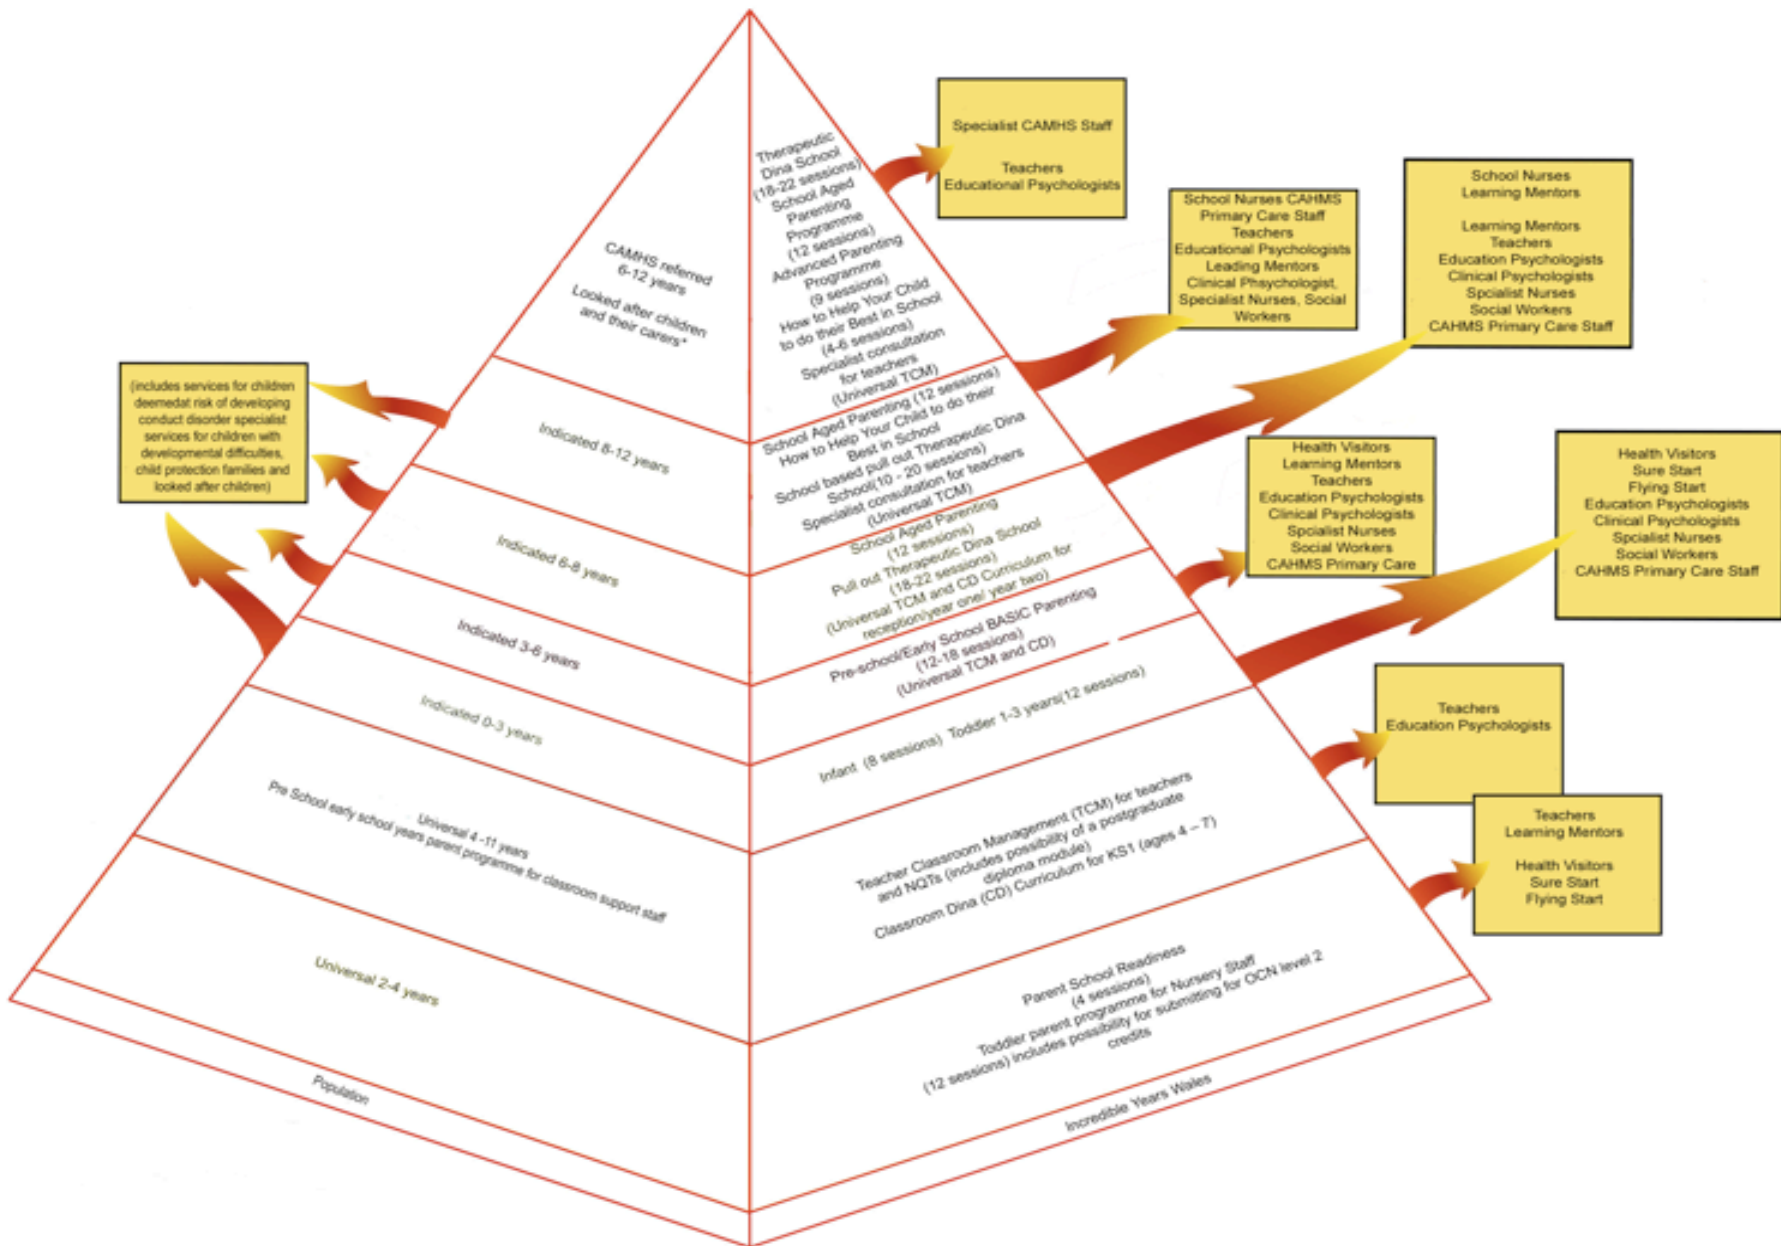 Therapeutic
Dina School
(18-22 sessions)
School Aged
Parenting
Programme
(12 sessions)
Advanced Parenting
Programme
(9 sessions)
How to Help Your Child
to do their Best in School
(4-6 sessions)
Specialist consultation
for teachers
(Universal TCM)
CAMHS referred
6-12 years
Looked after children
and their carers*
Specialist CAMHS Staff
Teachers
Educational Psychologists
School Nurses CAHMS
Primary Care Staff
Teachers
Educational Psychologists
Leading Mentors
Clinical Phsychologist,
Specialist Nurses, Social
Workers
School Nurses
Learning Mentors
Learning Mentors
Teachers
Education Psychologists
Clinical Psychologists
Spcialist Nurses
Social Workers
CAHMS Primary Care Staff
(includes services for children
deemedat risk of developing
conduct disorder specialist
services for children with
developmental difficulties,
child protection families and
looked after children)
Indicated 8-12 years
School Aged Parenting (12 sessions)
How to Help Your Child to do their
Best in School
School based pull out Therapeutic Dina
School(10 - 20 sessions)
Specialist consultation for teachers
(Universal TCM)
Indicated 6-8 years
School Aged Parenting
(12 sessions)
Pull out Therapeutic Dina School
(18-22 sessions)
(Universal TCM and CD Curriculum for
reception/year one/ year two)
Health Visitors
Learning Mentors
Teachers
Education Psychologists
Clinical Psychologists
Spcialist Nurses
Social Workers
CAHMS Primary Care
Health Visitors
Sure Start
Flying Start
Education Psychologists
Clinical Psychologists
Spcialist Nurses
Social Workers
CAHMS Primary Care Staff
Indicated 3-6 years
Pre-school/Early School BASIC Parenting
(12-18 sessions)
(Universal TCM and CD)
Indicated 0-3 years
Infant (8 sessions) Toddler 1-3 years(12 sessions)
Teachers
Education Psychologists
Universal 4 -11 years
Pre School early school years parent programme for classroom support staff
Teacher Classroom Management (TCM) for teachers
and NQTs (includes possibility of a postgraduate
diploma module)
Classroom Dina (CD) Curriculum for KS1 (ages 4 – 7)
Teachers
Learning Mentors
Health Visitors
Sure Start
Flying Start
Universal 2-4 years
Parent School Readiness
(4 sessions)
Toddler parent programme for Nursery Staff
(12 sessions) includes possibility for submitting for OCN level 2
credits
Population
Incredible Years Wales